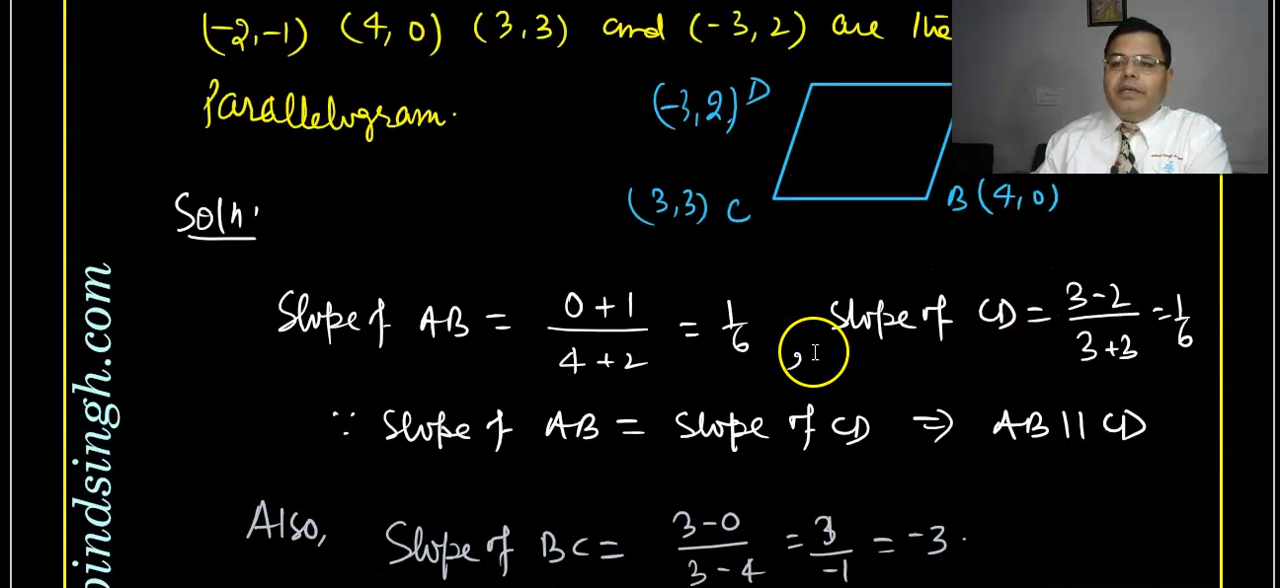 (-2,-1) (4, 0) (3, 3) and (-3, 2) are the
Parallelogram.
(-3, 2) D
(3,3) C
B (4, 0)
Soln.
Slope of AB = (0 + 1)/(4 + 2) = 1/6 , Slope of CD = (3 - 2)/(3 + 3) = 1/6
∵ Slope of AB = Slope of CD ⇒ AB || CD
Also, Slope of BC = (3 - 0)/(3 - 4) = 3/-1 = -3.
oindsingh.com